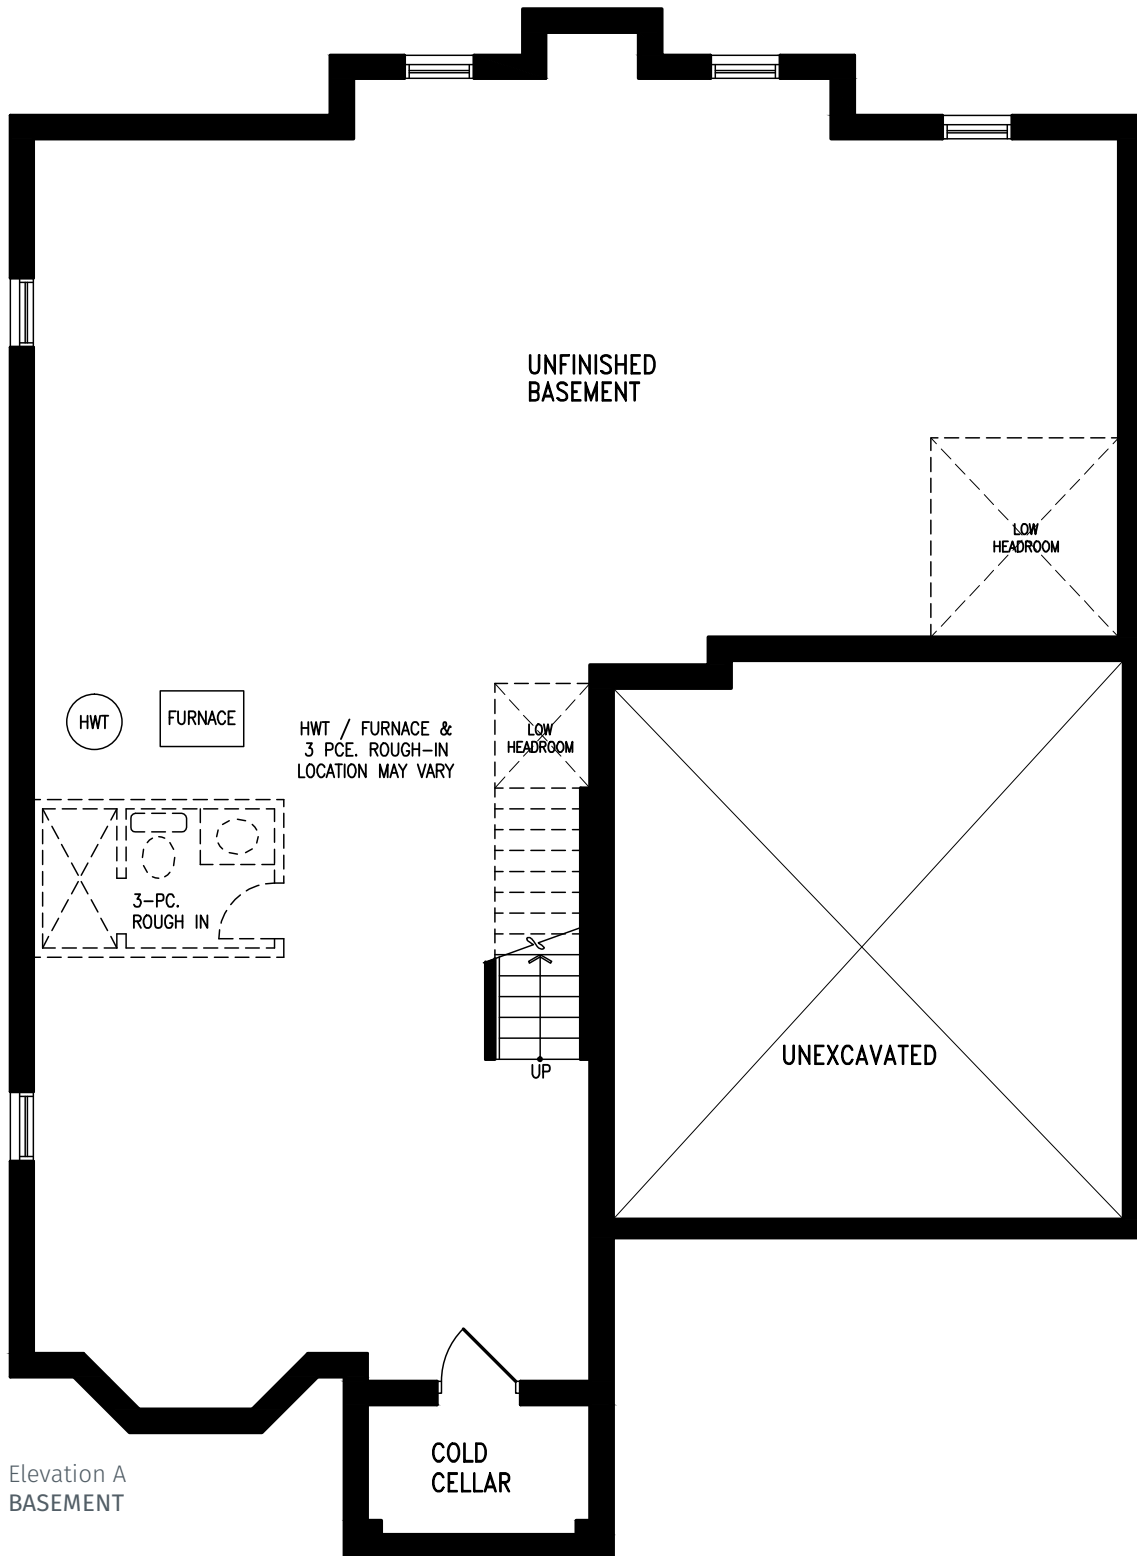 UNFINISHED
BASEMENT
LOW
HEADROOM
HWT
FURNACE
HWT / FURNACE &
3 PCE. ROUGH-IN
LOCATION MAY VARY
LOW
HEADROOM
3-PC.
ROUGH IN
UP
UNEXCAVATED
COLD
CELLAR
Elevation A
BASEMENT